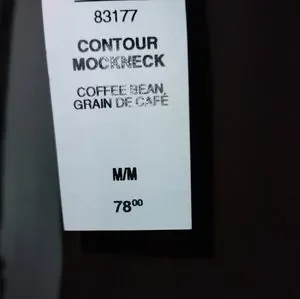 83177
CONTOUR
MOCKNECK
COFFEE BEAN,
GRAIN DE CAFÉ
M/M
78⁰⁰